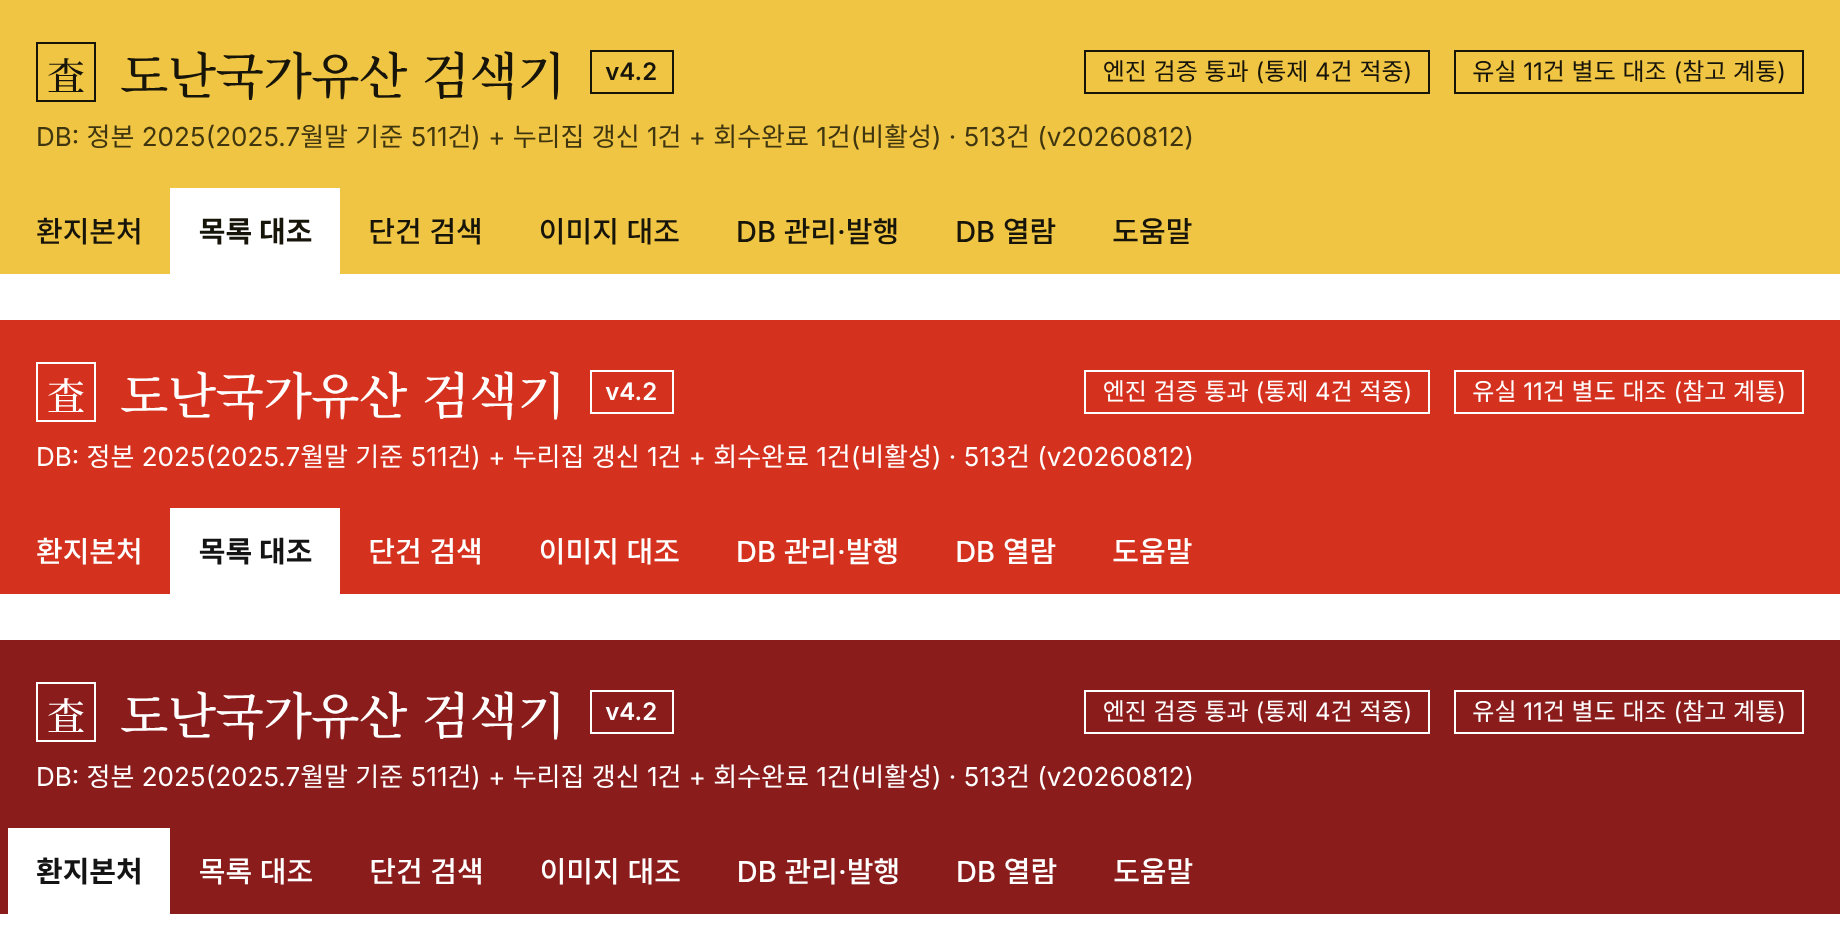 査 도난국가유산 검색기 v4.2 엔진 검증 통과 (통제 4건 적중) 유실 11건 별도 대조 (참고 계통)
DB: 정본 2025(2025.7월말 기준 511건) + 누리집 갱신 1건 + 회수완료 1건(비활성) · 513건 (v20260812)
환지본처 목록 대조 단건 검색 이미지 대조 DB 관리·발행 DB 열람 도움말
査 도난국가유산 검색기 v4.2 엔진 검증 통과 (통제 4건 적중) 유실 11건 별도 대조 (참고 계통)
DB: 정본 2025(2025.7월말 기준 511건) + 누리집 갱신 1건 + 회수완료 1건(비활성) · 513건 (v20260812)
환지본처 목록 대조 단건 검색 이미지 대조 DB 관리·발행 DB 열람 도움말
査 도난국가유산 검색기 v4.2 엔진 검증 통과 (통제 4건 적중) 유실 11건 별도 대조 (참고 계통)
DB: 정본 2025(2025.7월말 기준 511건) + 누리집 갱신 1건 + 회수완료 1건(비활성) · 513건 (v20260812)
환지본처 목록 대조 단건 검색 이미지 대조 DB 관리·발행 DB 열람 도움말